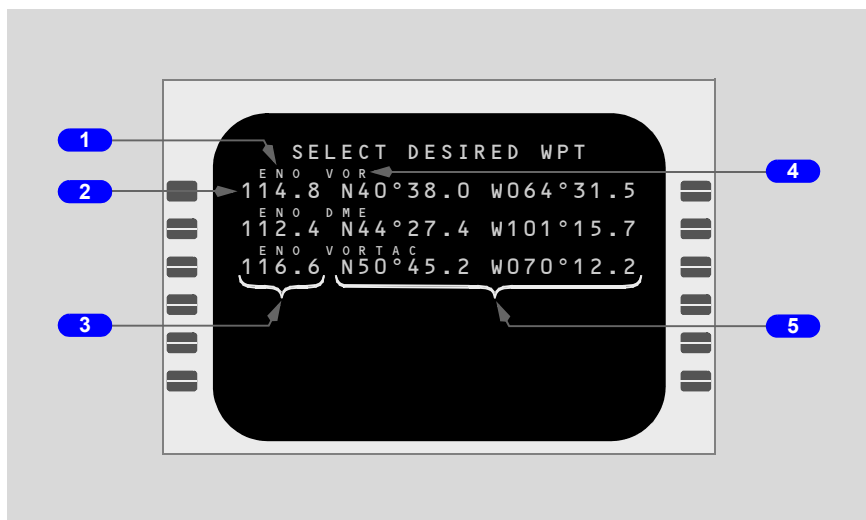 1
SELECT DESIRED WPT
ENO VOR
4
2
114.8 N40°38.0 W064°31.5
ENO DME
112.4 N44°27.4 W101°15.7
ENO VORTAC
116.6 N50°45.2 W070°12.2
3
5